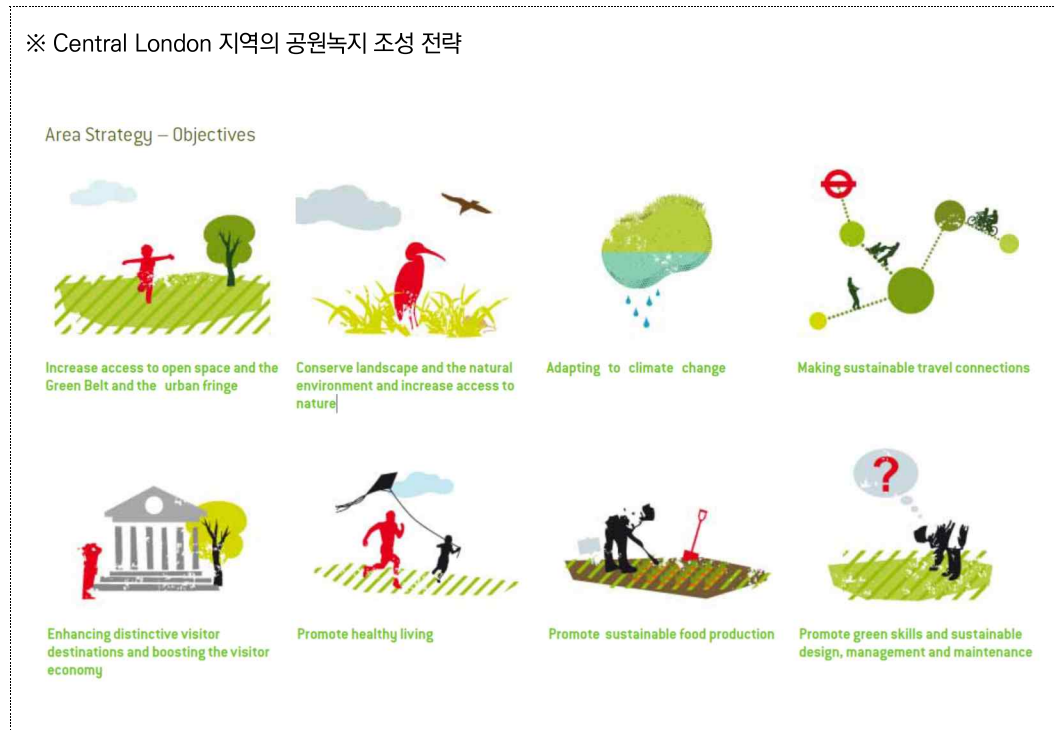 ※ Central London 지역의 공원녹지 조성 전략
Area Strategy – Objectives
Increase access to open space and the
Green Belt and the urban fringe
Conserve landscape and the natural
environment and increase access to
nature
Adapting to climate change
Making sustainable travel connections
?
Enhancing distinctive visitor
destinations and boosting the visitor
economy
Promote healthy living
Promote sustainable food production
Promote green skills and sustainable
design, management and maintenance